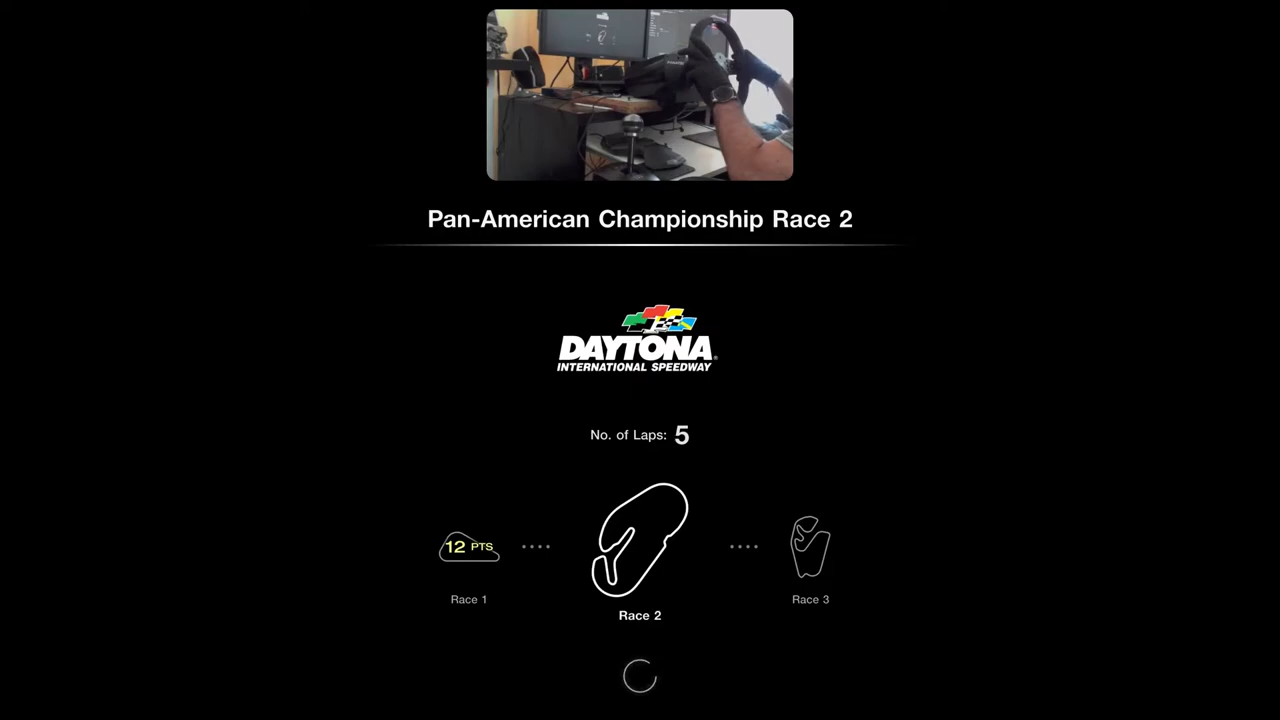 Pan-American Championship Race 2
DAYTONA
INTERNATIONAL SPEEDWAY
No. of Laps: 5
12 PTS
Race 1
Race 2
Race 3